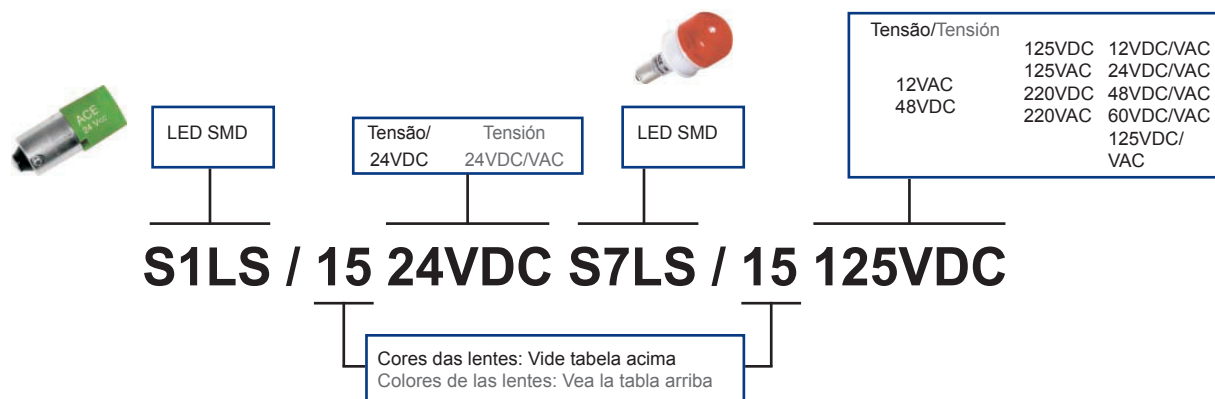 ACE
24 Vcc
LED SMD
Tensão/ Tensión
24VDC 24VDC/VAC
LED SMD
Tensão/Tensión
12VAC
48VDC
125VDC 12VDC/VAC
125VAC 24VDC/VAC
220VDC 48VDC/VAC
220VAC 60VDC/VAC
125VDC/
VAC
S1LS / 15 24VDC S7LS / 15 125VDC
Cores das lentes: Vide tabela acima
Colores de las lentes: Vea la tabla arriba